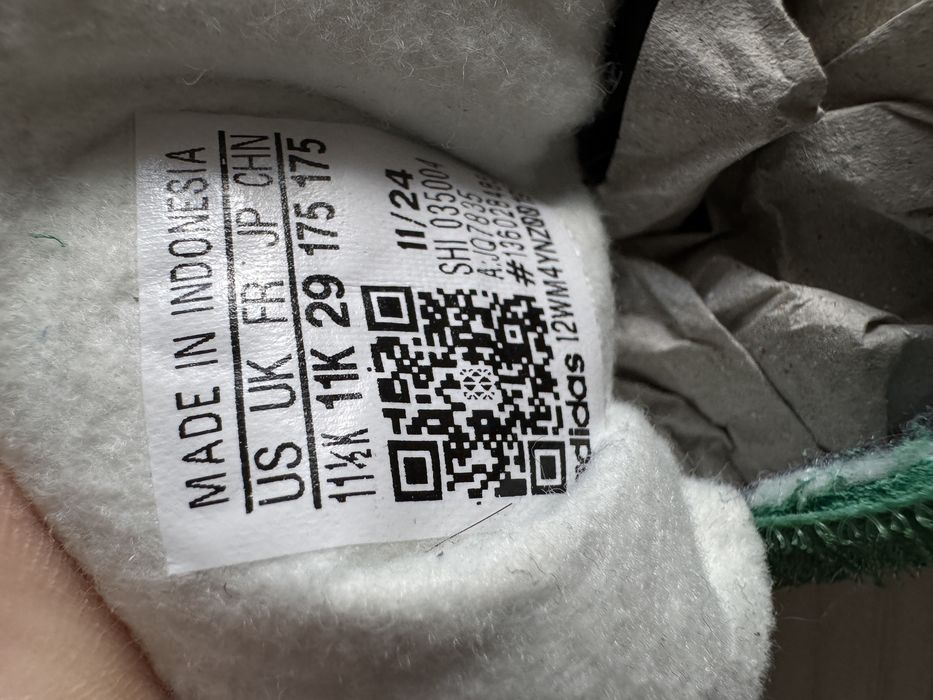 MADE IN INDONESIA
US UK FR JP CHN
11½K 11K 29 175 175
11/24
SHI 035004
adidas